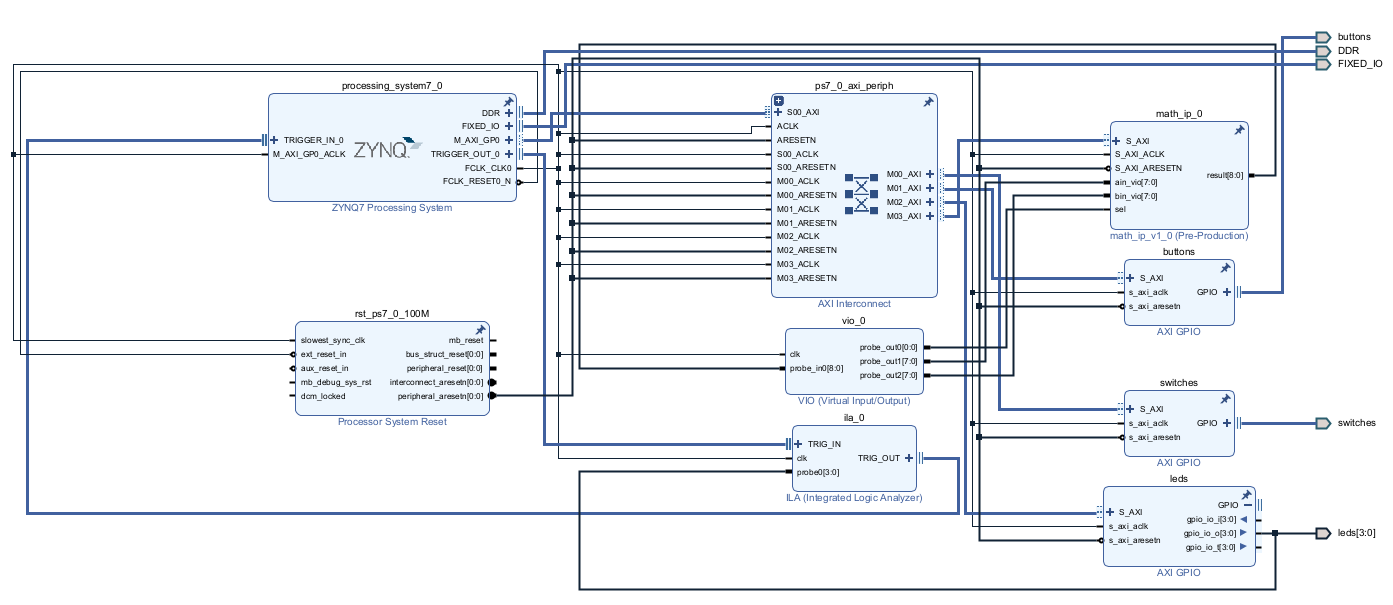 buttons
DDR
FIXED_IO
processing_system7_0
DDR
FIXED_IO
TRIGGER_IN_0
M_AXI_GP0
M_AXI_GP0_ACLK
ZYNQ
TRIGGER_OUT_0
FCLK_CLK0
FCLK_RESET0_N
ZYNQ7 Processing System
ps7_0_axi_periph
S00_AXI
ACLK
ARESETN
S00_ACLK
S00_ARESETN
M00_ACLK
M00_ARESETN
M01_ACLK
M01_ARESETN
M02_ACLK
M02_ARESETN
M03_ACLK
M03_ARESETN
M00_AXI
M01_AXI
M02_AXI
M03_AXI
AXI Interconnect
math_ip_0
S_AXI
S_AXI_ACLK
S_AXI_ARESETN
ain_vio[7:0]
bin_vio[7:0]
sel
result[8:0]
math_ip_v1_0 (Pre-Production)
buttons
S_AXI
s_axi_aclk
s_axi_aresetn
GPIO
AXI GPIO
rst_ps7_0_100M
slowest_sync_clk
ext_reset_in
aux_reset_in
mb_debug_sys_rst
dcm_locked
mb_reset
bus_struct_reset[0:0]
peripheral_reset[0:0]
interconnect_aresetn[0:0]
peripheral_aresetn[0:0]
Processor System Reset
vio_0
clk
probe_in0[8:0]
probe_out0[0:0]
probe_out1[7:0]
probe_out2[7:0]
VIO (Virtual Input/Output)
switches
S_AXI
s_axi_aclk
s_axi_aresetn
GPIO
AXI GPIO
switches
ila_0
TRIG_IN
clk
probe0[3:0]
TRIG_OUT
ILA (Integrated Logic Analyzer)
leds
S_AXI
s_axi_aclk
s_axi_aresetn
GPIO
gpio_io_i[3:0]
gpio_io_o[3:0]
gpio_io_t[3:0]
AXI GPIO
leds[3:0]